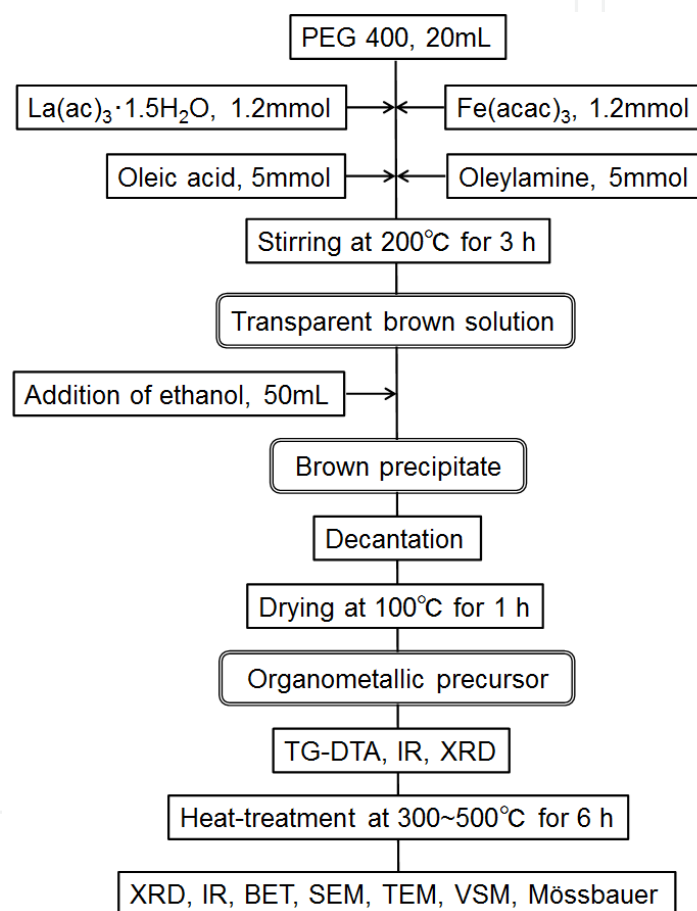 PEG 400, 20mL
La(ac)₃·1.5H₂O, 1.2mmol
Fe(acac)₃, 1.2mmol
Oleic acid, 5mmol
Oleylamine, 5mmol
Stirring at 200℃ for 3 h
Transparent brown solution
Addition of ethanol, 50mL
Brown precipitate
Decantation
Drying at 100℃ for 1 h
Organometallic precursor
TG-DTA, IR, XRD
Heat-treatment at 300~500℃ for 6 h
XRD, IR, BET, SEM, TEM, VSM, Mössbauer